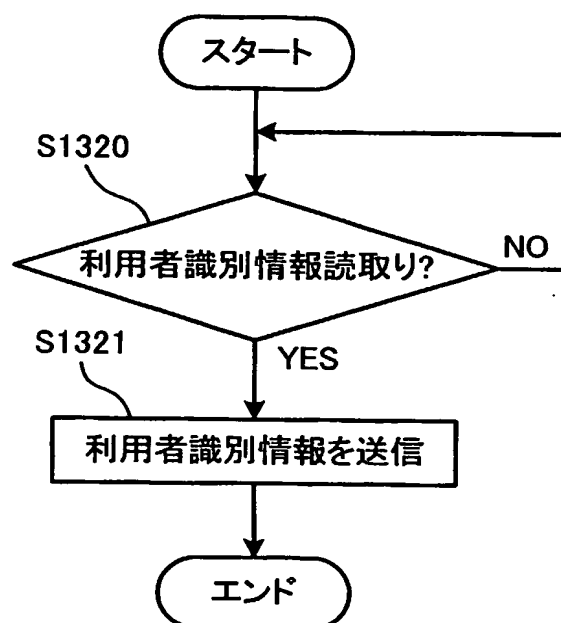 スタート
S1320
利用者識別情報読取り?
NO
S1321
YES
利用者識別情報を送信
エンド